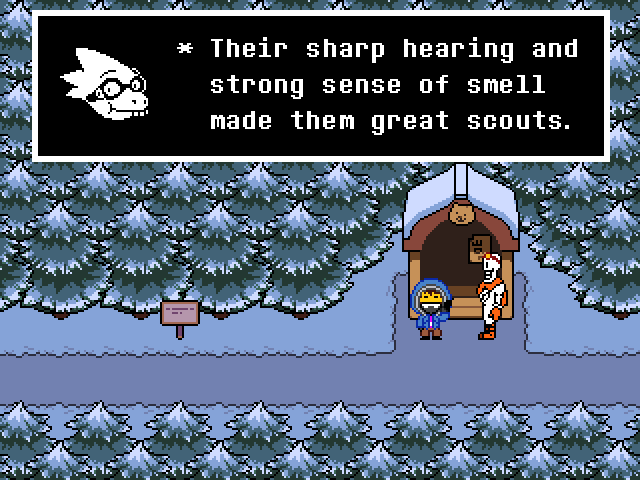 * Their sharp hearing and
strong sense of smell
made them great scouts.